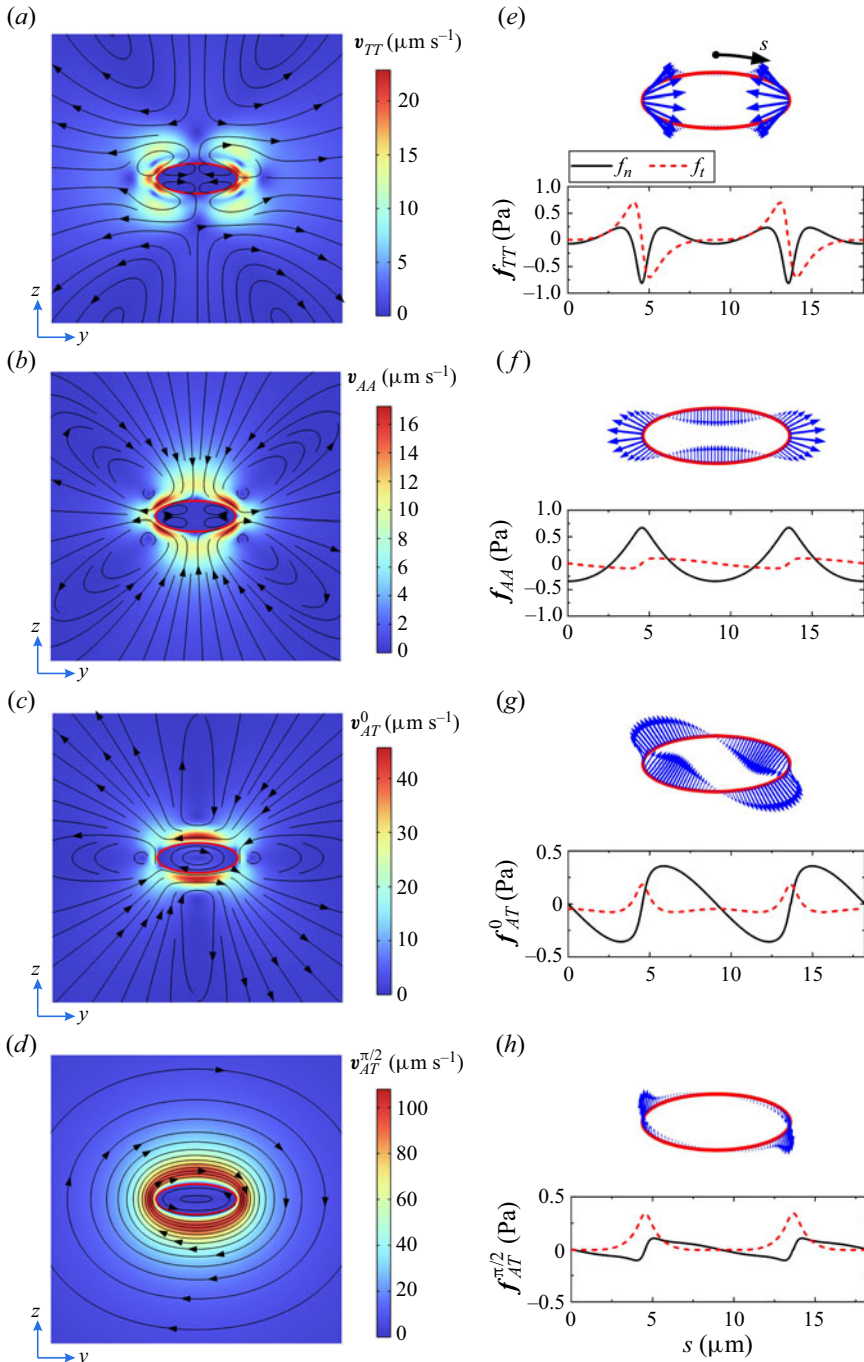 (a)
v_TT (μm s⁻¹)
20
15
10
5
0
z
y
(e)
s
f_n f_t
1.0
0.5
0
–0.5
–1.0
f_TT (Pa)
0 5 10 15
(b)
v_AA (μm s⁻¹)
16
14
12
10
8
6
4
2
0
z
y
(f)
1.0
0.5
0
–0.5
–1.0
f_AA (Pa)
0 5 10 15
(c)
v⁰_AT (μm s⁻¹)
40
30
20
10
0
z
y
(g)
0.5
0
–0.5
f⁰_AT (Pa)
0 5 10 15
(d)
v^π/2_AT (μm s⁻¹)
100
80
60
40
20
0
z
y
(h)
0.5
0
–0.5
f^π/2_AT (Pa)
0 5 10 15
s (μm)